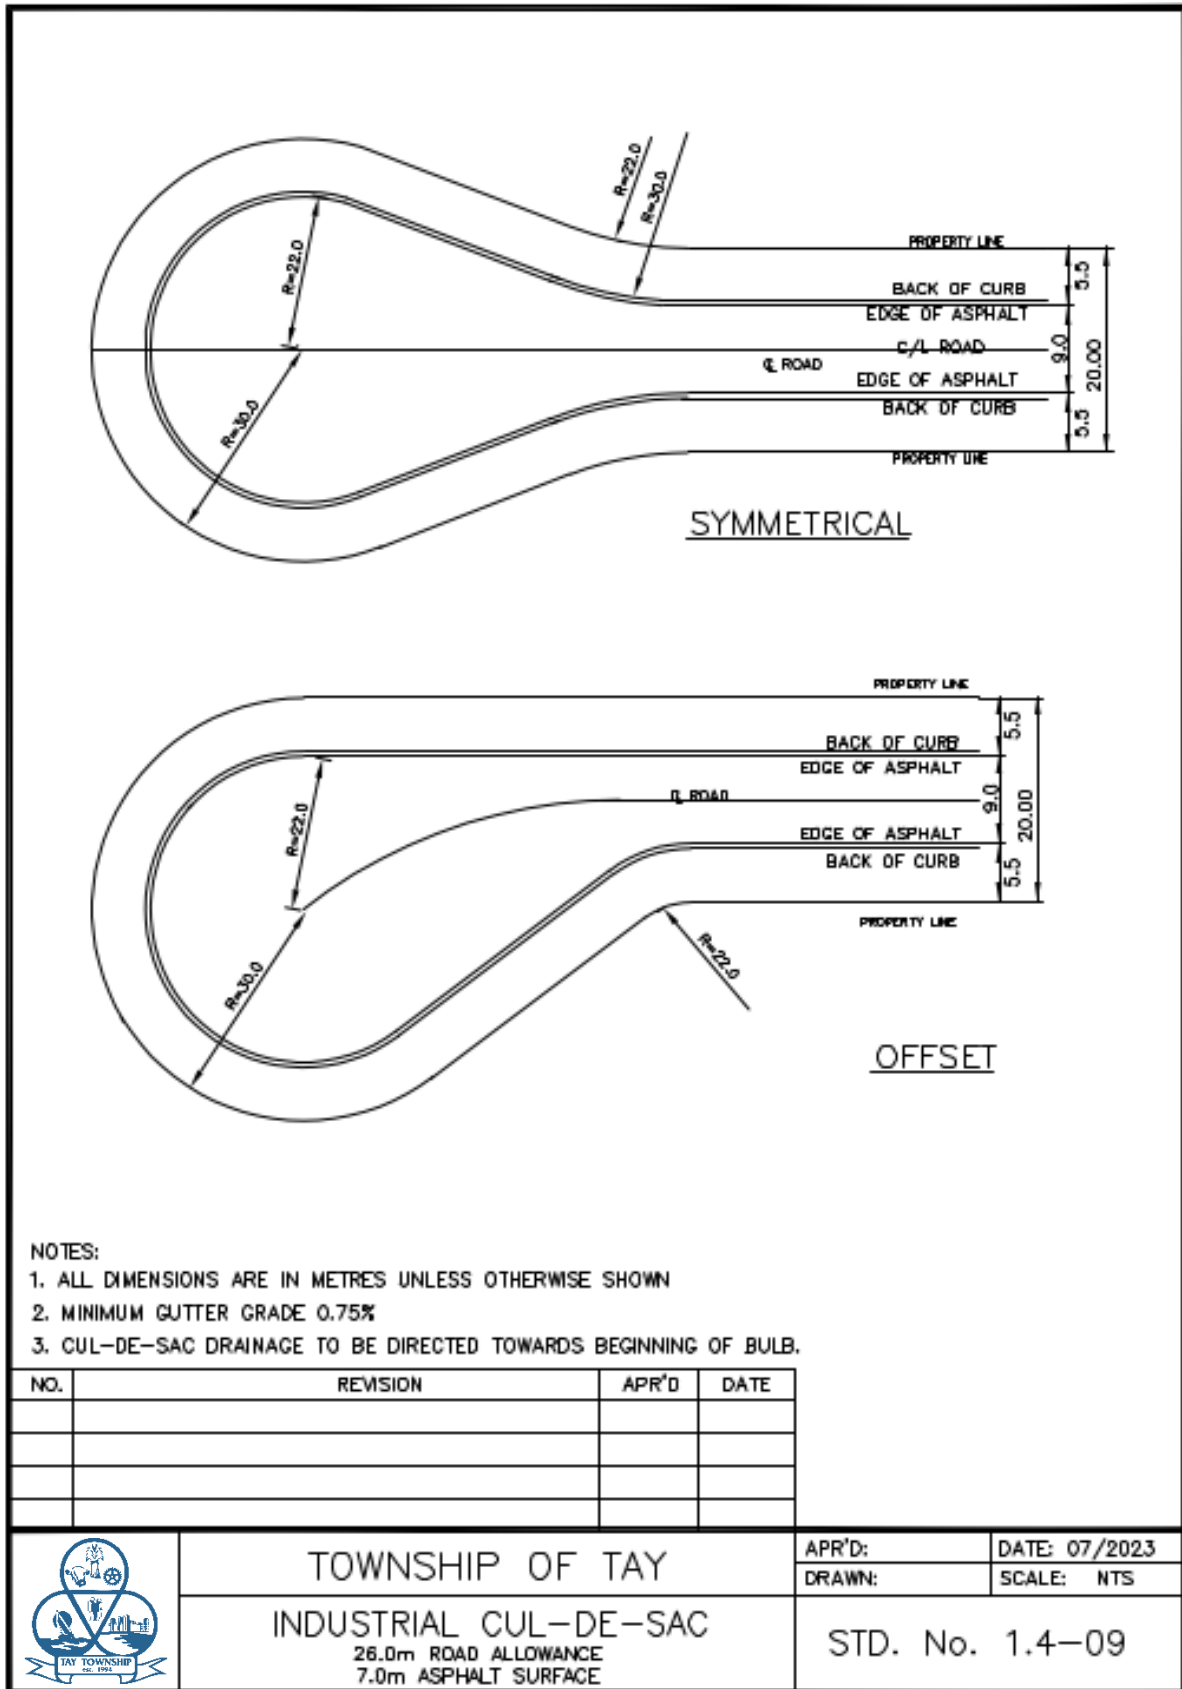 R=22.0
R=30.0
R=22.0
R=30.0
PROPERTY LINE
BACK OF CURB
EDGE OF ASPHALT
C/L ROAD
℄ ROAD
EDGE OF ASPHALT
BACK OF CURB
PROPERTY LINE
5.5
9.0
20.00
5.5
SYMMETRICAL
PROPERTY LINE
BACK OF CURB
EDGE OF ASPHALT
℄ ROAD
EDGE OF ASPHALT
BACK OF CURB
PROPERTY LINE
5.5
9.0
20.00
5.5
R=22.0
R=30.0
R=22.0
OFFSET
NOTES:
1. ALL DIMENSIONS ARE IN METRES UNLESS OTHERWISE SHOWN
2. MINIMUM GUTTER GRADE 0.75%
3. CUL-DE-SAC DRAINAGE TO BE DIRECTED TOWARDS BEGINNING OF BULB.
NO. REVISION APR'D DATE
TAY TOWNSHIP
est. 1994
TOWNSHIP OF TAY
INDUSTRIAL CUL-DE-SAC
26.0m ROAD ALLOWANCE
7.0m ASPHALT SURFACE
APR'D: DATE: 07/2023
DRAWN: SCALE: NTS
STD. No. 1.4-09